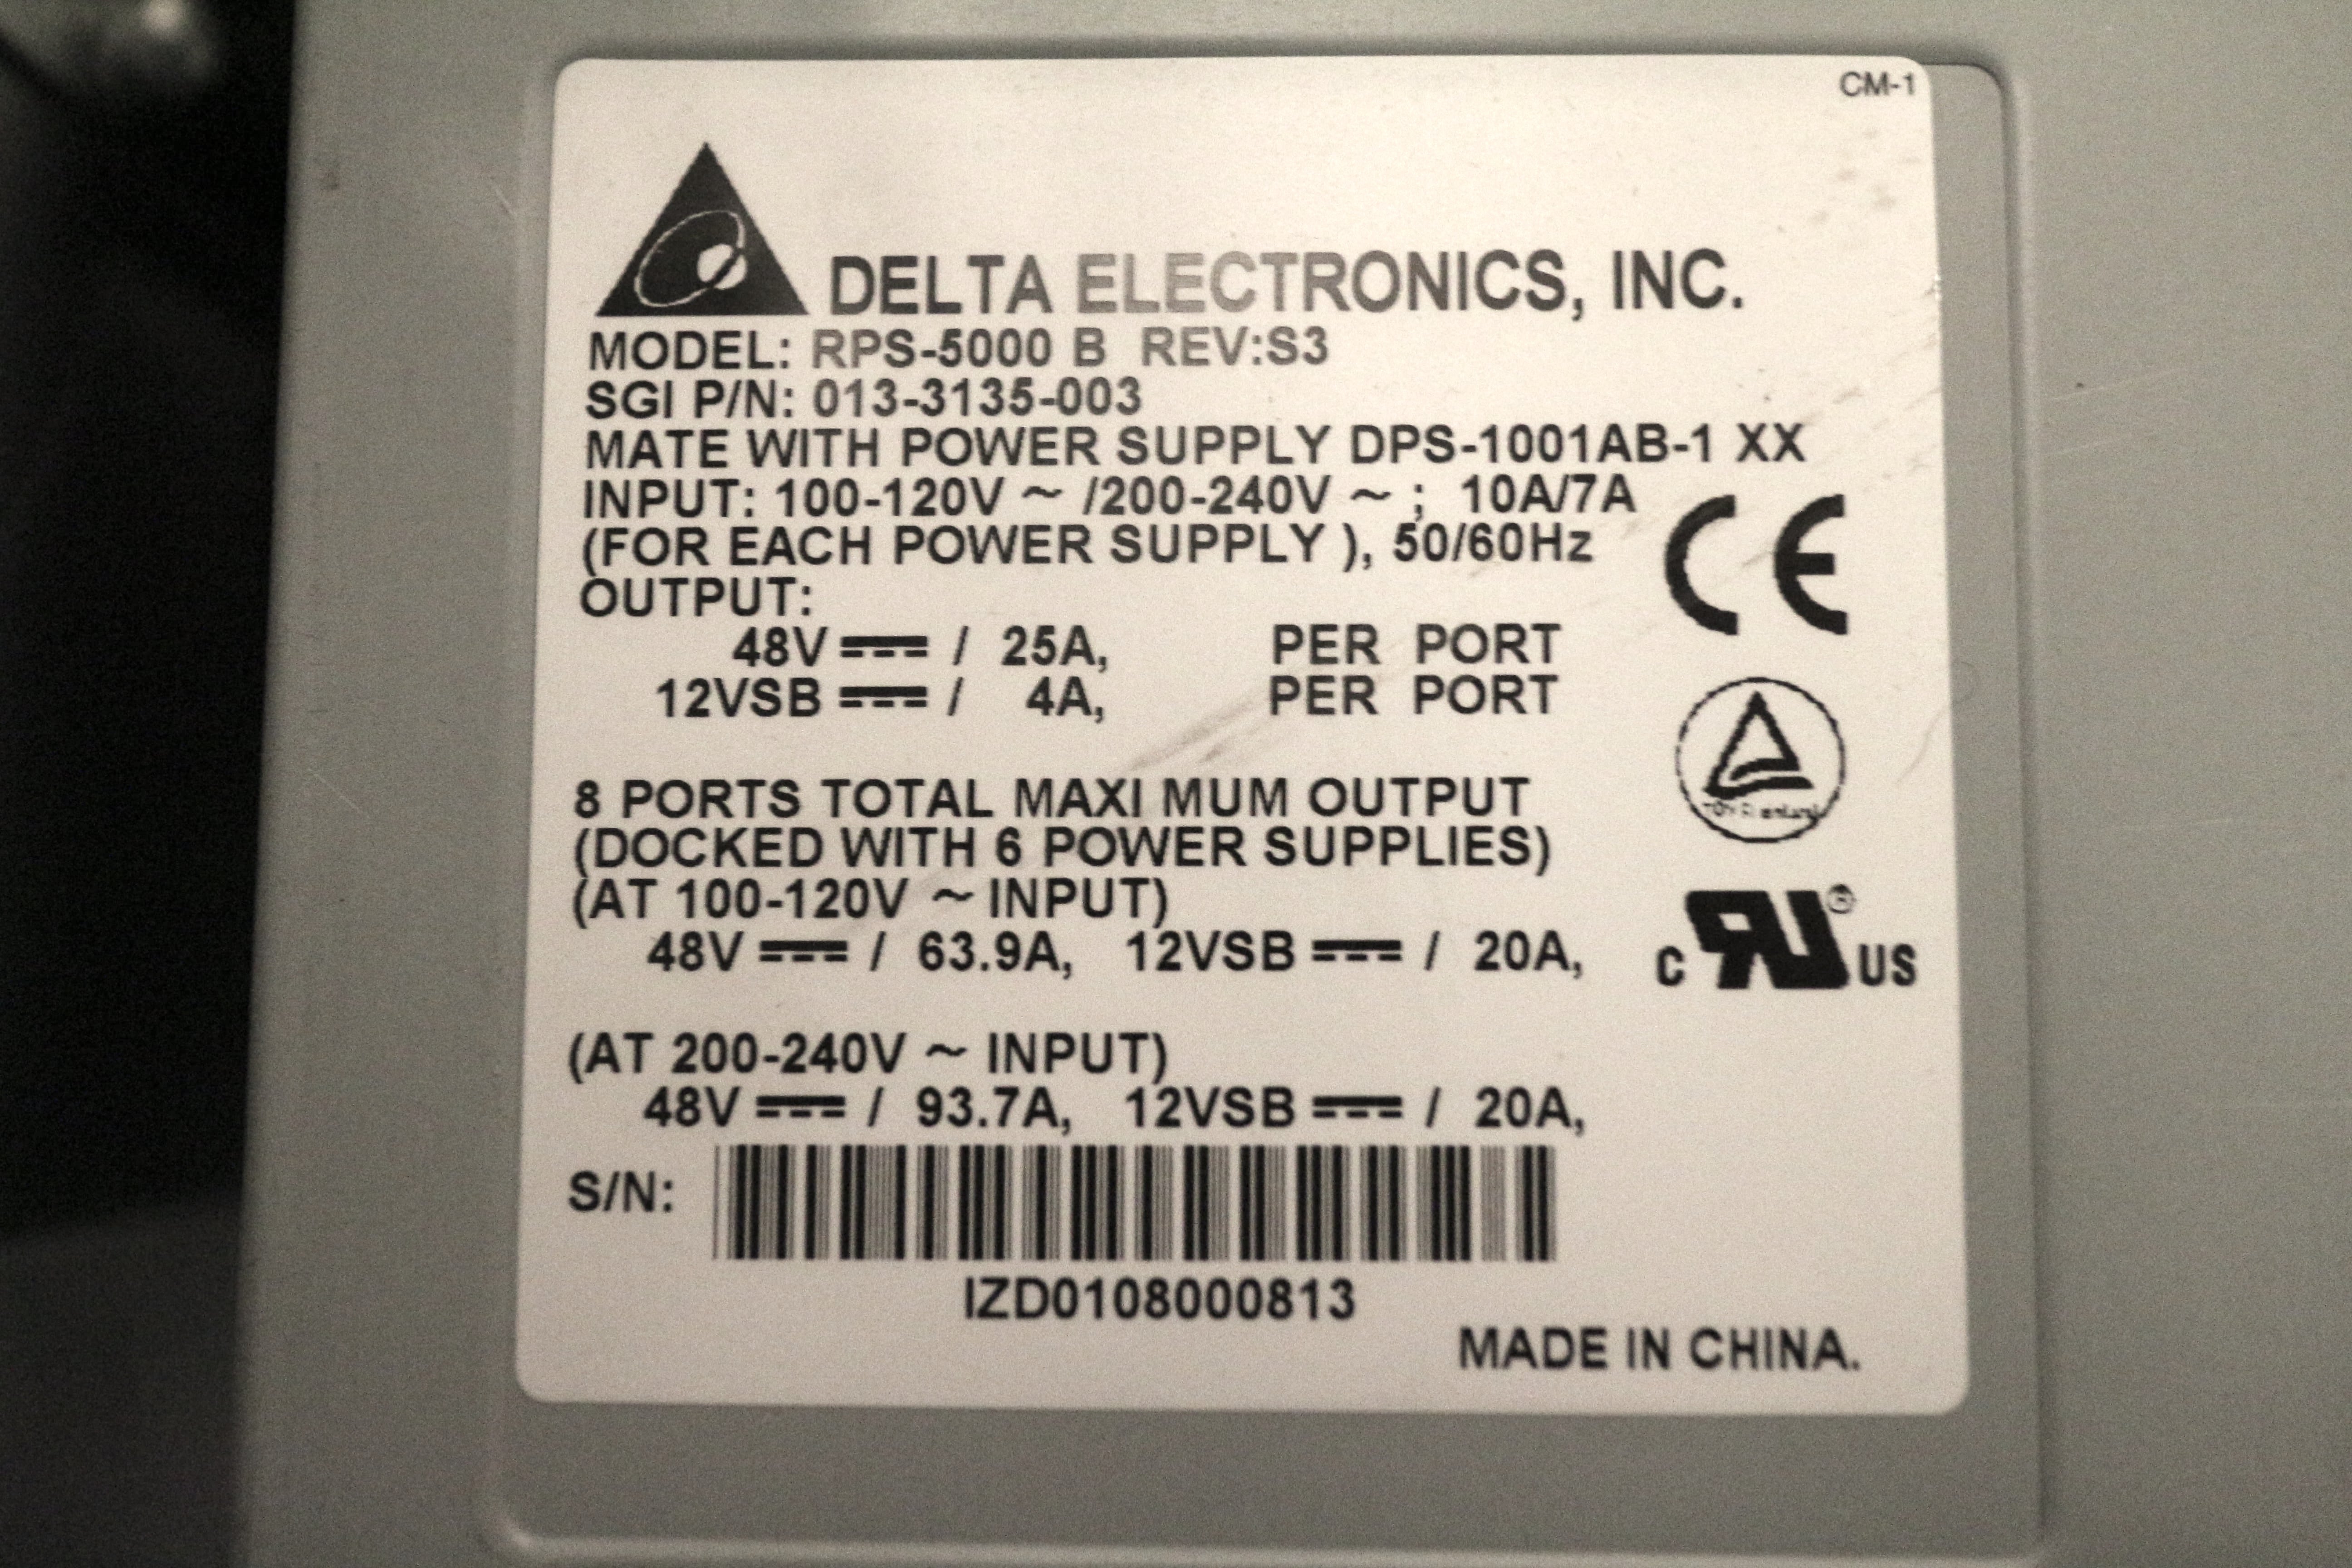 CM-1
DELTA ELECTRONICS, INC.
MODEL: RPS-5000 B REV:S3
SGI P/N: 013-3135-003
MATE WITH POWER SUPPLY DPS-1001AB-1 XX
INPUT: 100-120V ~ /200-240V ~ ; 10A/7A
(FOR EACH POWER SUPPLY ), 50/60Hz
CE
OUTPUT:
48V ⎓ / 25A, PER PORT
12VSB ⎓ / 4A, PER PORT
8 PORTS TOTAL MAXI MUM OUTPUT
(DOCKED WITH 6 POWER SUPPLIES)
(AT 100-120V ~ INPUT)
48V ⎓ / 63.9A, 12VSB ⎓ / 20A,
C RU ® US
(AT 200-240V ~ INPUT)
48V ⎓ / 93.7A, 12VSB ⎓ / 20A,
S/N:
IZD0108000813
MADE IN CHINA.